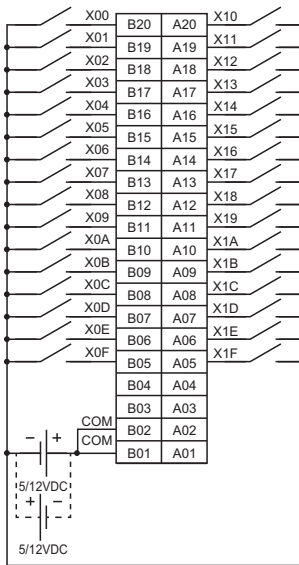 X00 B20 A20 X10
X01 B19 A19 X11
X02 B18 A18 X12
X03 B17 A17 X13
X04 B16 A16 X14
X05 B15 A15 X15
X06 B14 A14 X16
X07 B13 A13 X17
X08 B12 A12 X18
X09 B11 A11 X19
X0A B10 A10 X1A
X0B B09 A09 X1B
X0C B08 A08 X1C
X0D B07 A07 X1D
X0E B06 A06 X1E
X0F B05 A05 X1F
B04 A04
B03 A03
COM B02 A02
COM B01 A01
− +
5/12VDC
+ −
5/12VDC